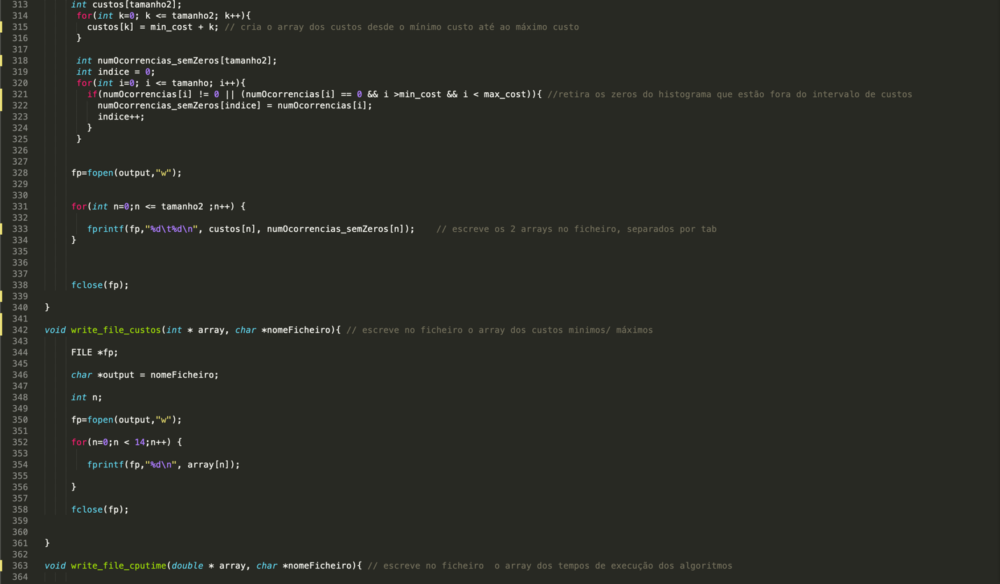 313 int custos[tamanho2];
314 for(int k=0; k <= tamanho2; k++){
315 custos[k] = min_cost + k; // cria o array dos custos desde o mínimo custo até ao máximo custo
316 }
317
318 int numOcorrencias_semZeros[tamanho2];
319 int indice = 0;
320 for(int i=0; i <= tamanho; i++){
321 if(numOcorrencias[i] != 0 || (numOcorrencias[i] == 0 && i >min_cost && i < max_cost)){ //retira os zeros do histograma que estão fora do intervalo de custos
322 numOcorrencias_semZeros[indice] = numOcorrencias[i];
323 indice++;
324 }
325 }
326
327
328 fp=fopen(output,"w");
329
330
331 for(int n=0;n <= tamanho2 ;n++) {
332
333 fprintf(fp,"%d\t%d\n", custos[n], numOcorrencias_semZeros[n]); // escreve os 2 arrays no ficheiro, separados por tab
334 }
335
336
337
338 fclose(fp);
339
340 }
341
342 void write_file_custos(int * array, char *nomeFicheiro){ // escreve no ficheiro o array dos custos minimos/ máximos
343
344 FILE *fp;
345
346 char *output = nomeFicheiro;
347
348 int n;
349
350 fp=fopen(output,"w");
351
352 for(n=0;n < 14;n++) {
353
354 fprintf(fp,"%d\n", array[n]);
355
356 }
357
358 fclose(fp);
359
360
361 }
362
363 void write_file_cputime(double * array, char *nomeFicheiro){ // escreve no ficheiro  o array dos tempos de execução dos algoritmos
364